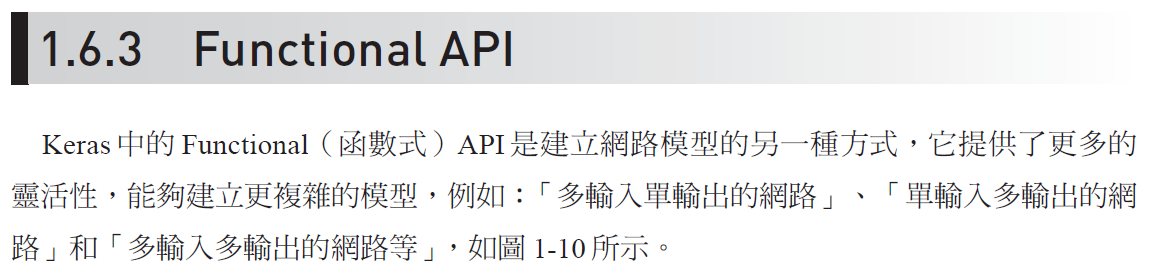 1.6.3 Functional API
Keras 中的 Functional（函數式）API 是建立網路模型的另一種方式，它提供了更多的
靈活性，能夠建立更複雜的模型，例如：「多輸入單輸出的網路」、「單輸入多輸出的網
路」和「多輸入多輸出的網路等」，如圖 1-10 所示。